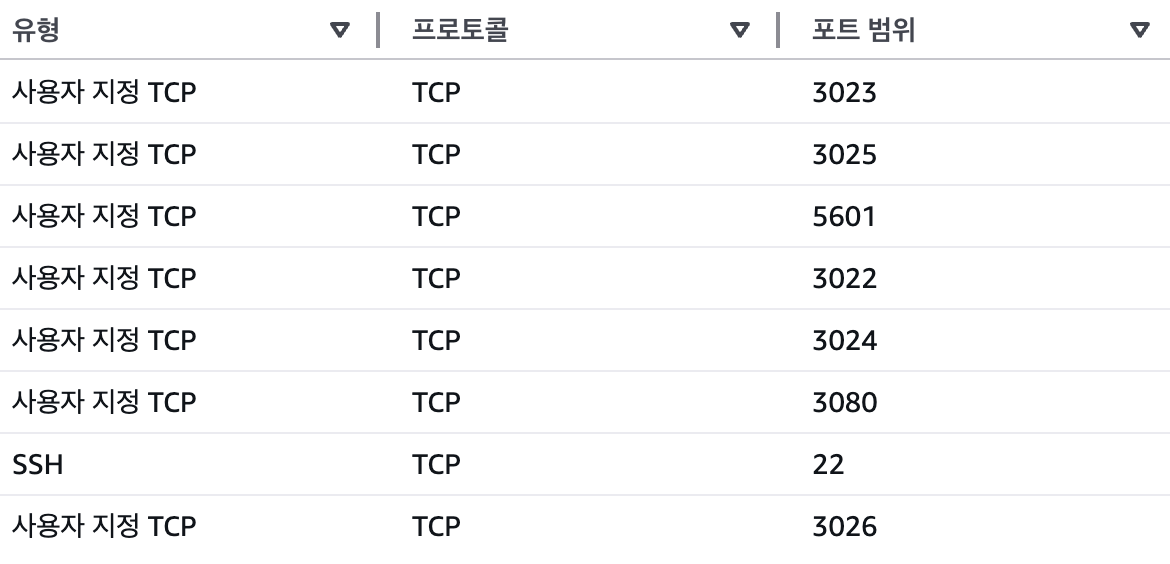 유형 프로토콜 포트 범위
사용자 지정 TCP TCP 3023
사용자 지정 TCP TCP 3025
사용자 지정 TCP TCP 5601
사용자 지정 TCP TCP 3022
사용자 지정 TCP TCP 3024
사용자 지정 TCP TCP 3080
SSH TCP 22
사용자 지정 TCP TCP 3026